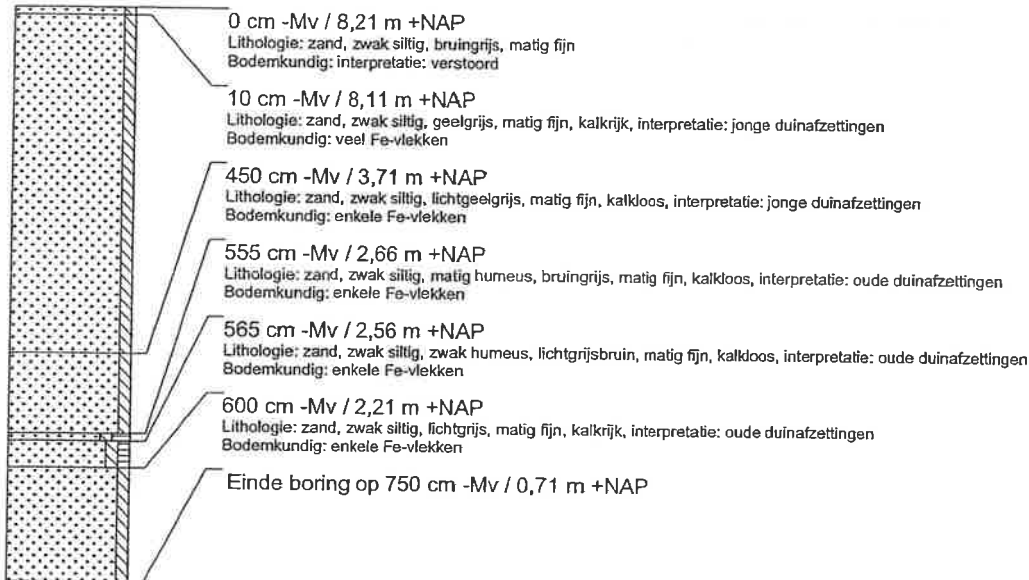 0 cm -Mv / 8,21 m +NAP
Lithologie: zand, zwak siltig, bruingrijs, matig fijn
Bodemkundig: interpretatie: verstoord
10 cm -Mv / 8,11 m +NAP
Lithologie: zand, zwak siltig, geelgrijs, matig fijn, kalkrijk, interpretatie: jonge duinafzettingen
Bodemkundig: veel Fe-vlekken
450 cm -Mv / 3,71 m +NAP
Lithologie: zand, zwak siltig, lichtgeelgrijs, matig fijn, kalkloos, interpretatie: jonge duinafzettingen
Bodemkundig: enkele Fe-vlekken
555 cm -Mv / 2,66 m +NAP
Lithologie: zand, zwak siltig, matig humeus, bruingrijs, matig fijn, kalkloos, interpretatie: oude duinafzettingen
Bodemkundig: enkele Fe-vlekken
565 cm -Mv / 2,56 m +NAP
Lithologie: zand, zwak siltig, zwak humeus, lichtgrijsbruin, matig fijn, kalkloos, interpretatie: oude duinafzettingen
Bodemkundig: enkele Fe-vlekken
600 cm -Mv / 2,21 m +NAP
Lithologie: zand, zwak siltig, lichtgrijs, matig fijn, kalkrijk, interpretatie: oude duinafzettingen
Bodemkundig: enkele Fe-vlekken
Einde boring op 750 cm -Mv / 0,71 m +NAP